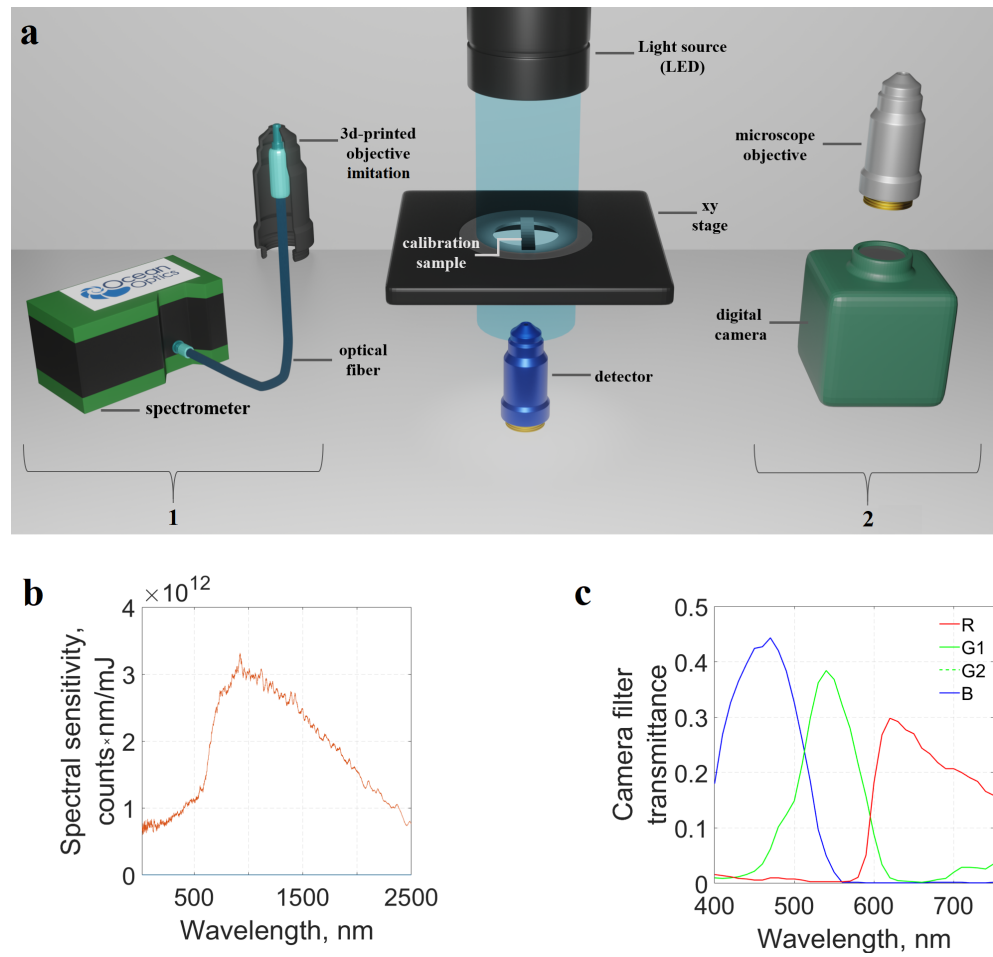 a
Light source
(LED)
3d-printed
objective
imitation
microscope
objective
xy
stage
calibration
sample
Ocean
Optics
digital
camera
optical
fiber
detector
spectrometer
1
2
b
×10¹²
4
3
2
1
0
Spectral sensitivity,
counts×nm/mJ
500
1500
2500
Wavelength, nm
c
0.5
0.4
0.3
0.2
0.1
0
Camera filter
transmittance
R
G1
G2
B
400
500
600
700
Wavelength, nm